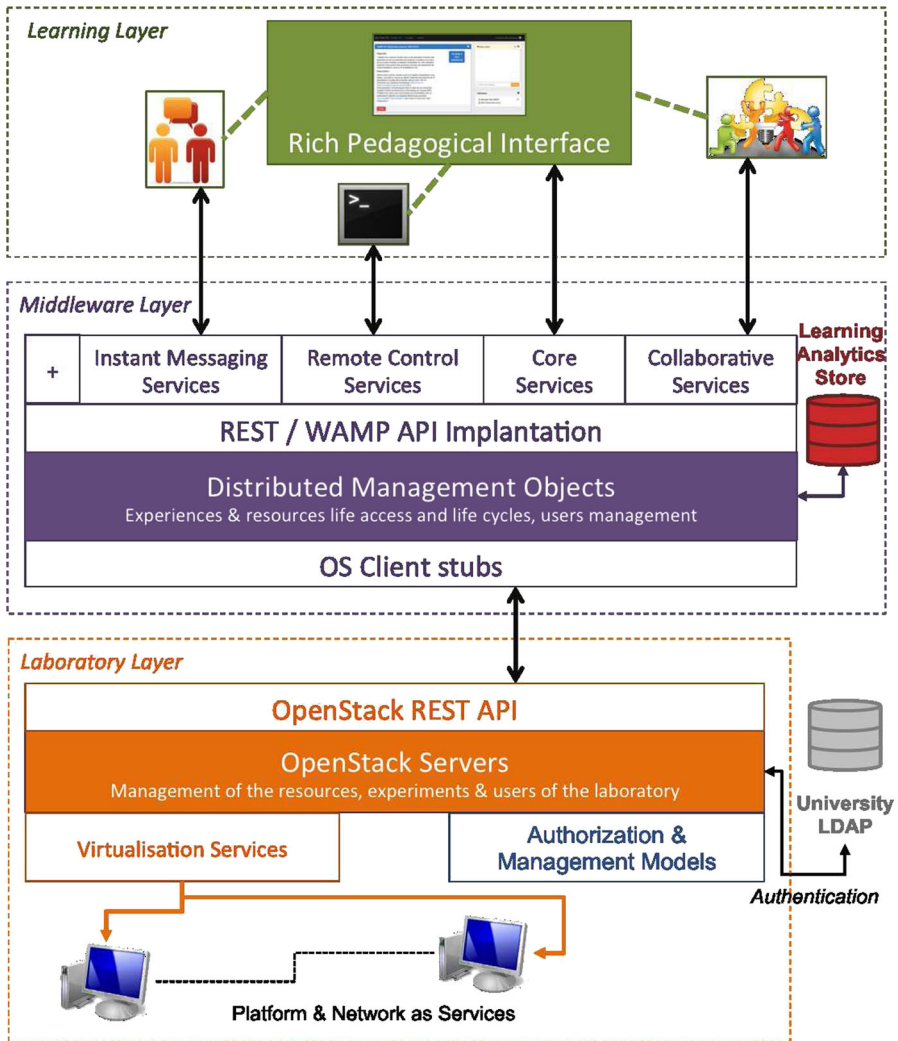 Learning Layer
Rich Pedagogical Interface
>_
Middleware Layer
+
Instant Messaging
Services
Remote Control
Services
Core
Services
Collaborative
Services
Learning
Analytics
Store
REST / WAMP API Implantation
Distributed Management Objects
Experiences & resources life access and life cycles, users management
OS Client stubs
Laboratory Layer
OpenStack REST API
OpenStack Servers
Management of the resources, experiments & users of the laboratory
Virtualisation Services
Authorization &
Management Models
University
LDAP
Authentication
Platform & Network as Services